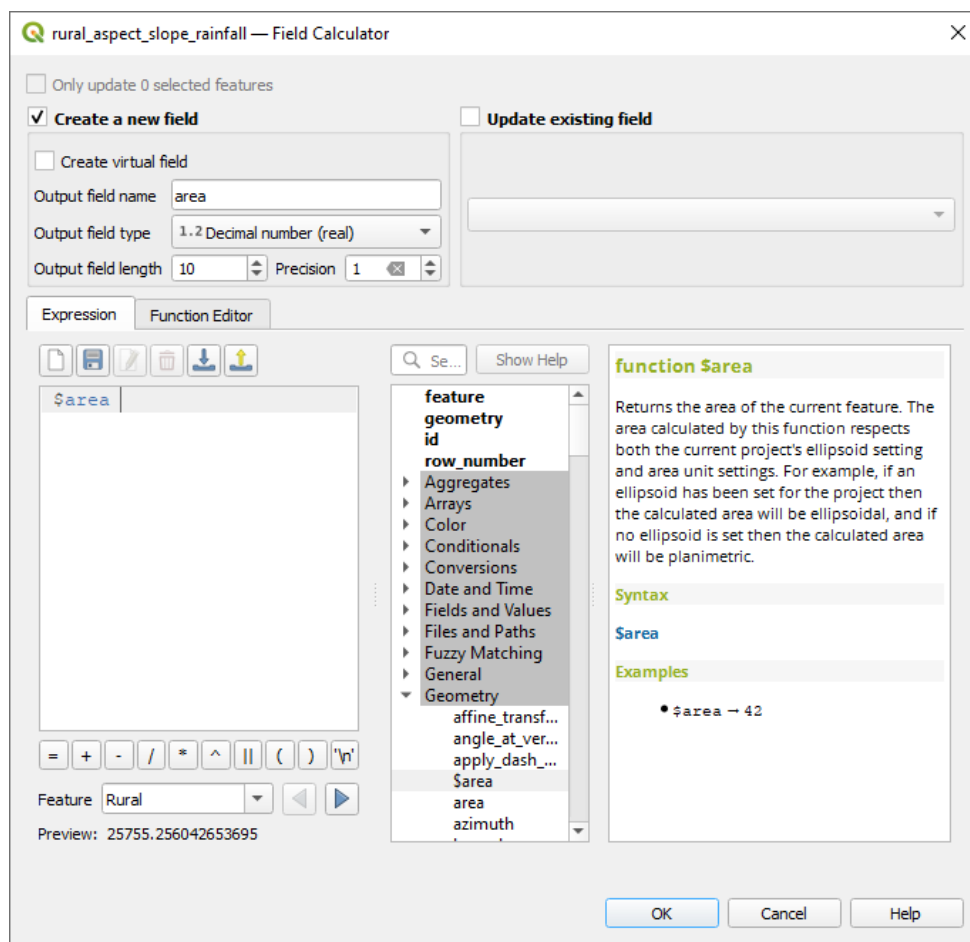 rural_aspect_slope_rainfall — Field Calculator
Only update 0 selected features
Create a new field
Update existing field
Create virtual field
Output field name area
Output field type 1.2 Decimal number (real)
Output field length 10 Precision 1
Expression
Function Editor
$area
= + - / * ^ || ( ) '\n'
Feature Rural
Preview: 25755.256042653695
Se...
Show Help
feature
geometry
id
row_number
Aggregates
Arrays
Color
Conditionals
Conversions
Date and Time
Fields and Values
Files and Paths
Fuzzy Matching
General
Geometry
affine_transf...
angle_at_ver...
apply_dash_...
$area
area
azimuth
function $area
Returns the area of the current feature. The
area calculated by this function respects
both the current project's ellipsoid setting
and area unit settings. For example, if an
ellipsoid has been set for the project then
the calculated area will be ellipsoidal, and if
no ellipsoid is set then the calculated area
will be planimetric.
Syntax
$area
Examples
$area → 42
OK
Cancel
Help